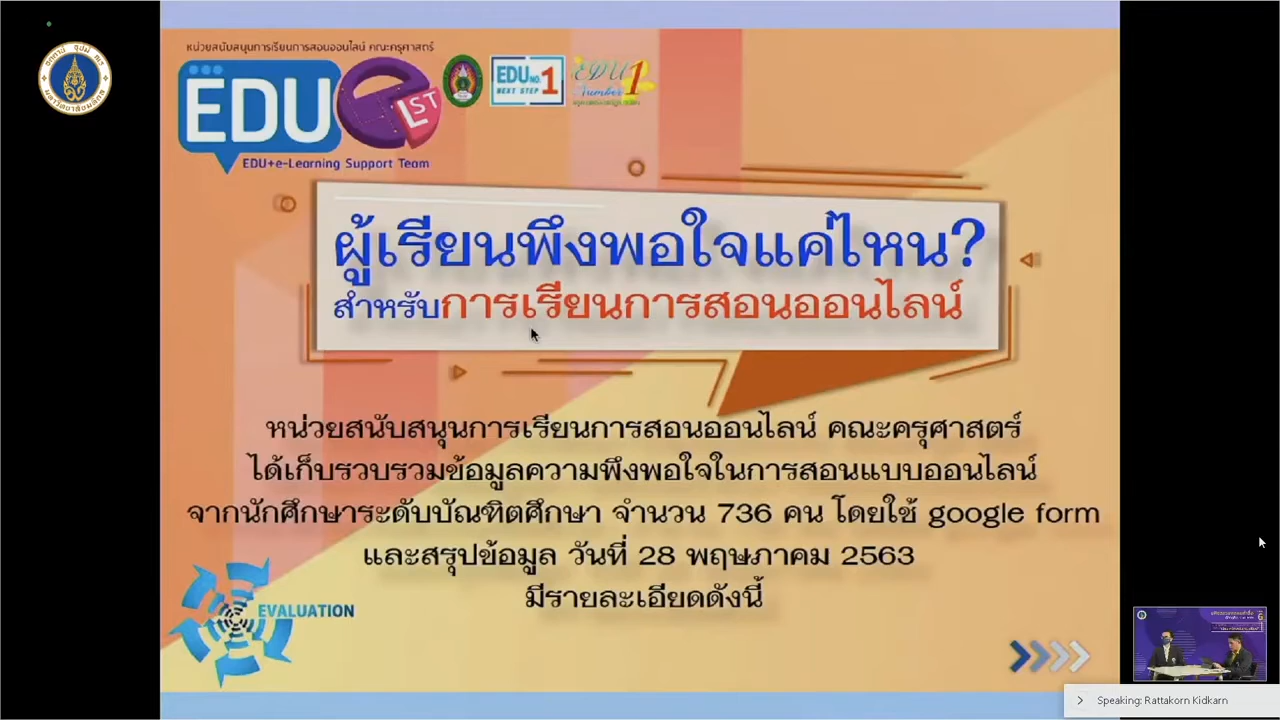 หน่วยสนับสนุนการเรียนการสอนออนไลน์ คณะครุศาสตร์
EDU
e
LST
EDU+e-Learning Support Team
EDU NO. 1
NEXT STEP
EDU
Number 1
ผู้เรียนพึงพอใจแค่ไหน?
สำหรับการเรียนการสอนออนไลน์
หน่วยสนับสนุนการเรียนการสอนออนไลน์ คณะครุศาสตร์
ได้เก็บรวบรวมข้อมูลความพึงพอใจในการสอนแบบออนไลน์
จากนักศึกษาระดับบัณฑิตศึกษา จำนวน 736 คน โดยใช้ google form
และสรุปข้อมูล วันที่ 28 พฤษภาคม 2563
มีรายละเอียดดังนี้
EVALUATION
Speaking: Rattakorn Kidkarn